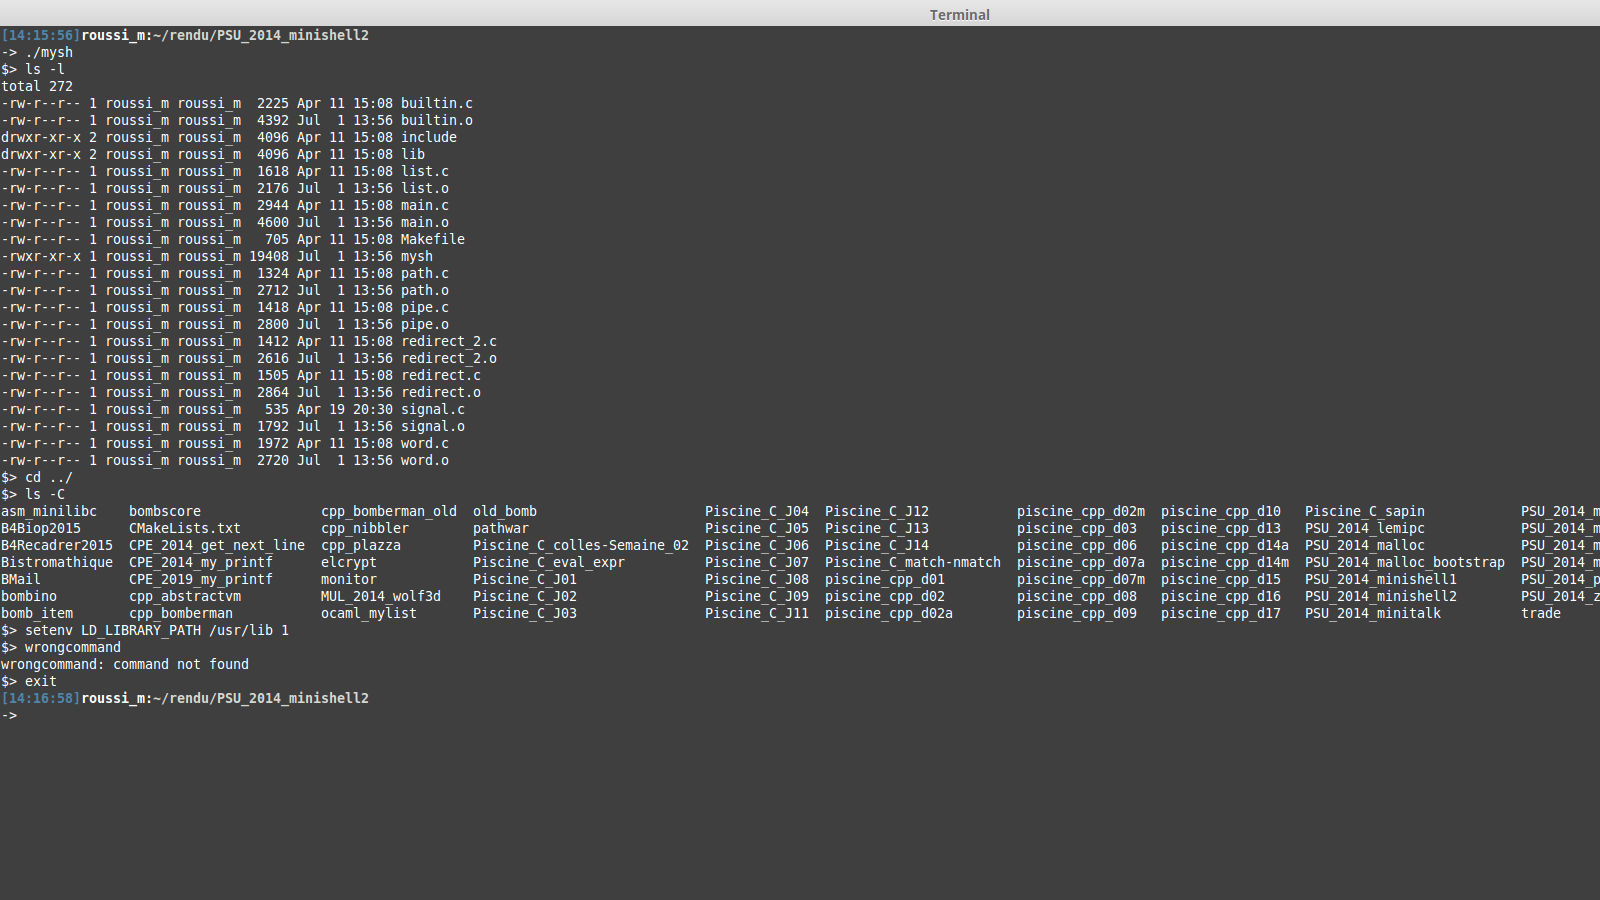 Terminal
[14:15:56]roussi_m:~/rendu/PSU_2014_minishell2
-> ./mysh
$> ls -l
total 272
-rw-r--r-- 1 roussi_m roussi_m  2225 Apr 11 15:08 builtin.c
-rw-r--r-- 1 roussi_m roussi_m  4392 Jul  1 13:56 builtin.o
drwxr-xr-x 2 roussi_m roussi_m  4096 Apr 11 15:08 include
drwxr-xr-x 2 roussi_m roussi_m  4096 Apr 11 15:08 lib
-rw-r--r-- 1 roussi_m roussi_m  1618 Apr 11 15:08 list.c
-rw-r--r-- 1 roussi_m roussi_m  2176 Jul  1 13:56 list.o
-rw-r--r-- 1 roussi_m roussi_m  2944 Apr 11 15:08 main.c
-rw-r--r-- 1 roussi_m roussi_m  4600 Jul  1 13:56 main.o
-rw-r--r-- 1 roussi_m roussi_m   705 Apr 11 15:08 Makefile
-rwxr-xr-x 1 roussi_m roussi_m 19408 Jul  1 13:56 mysh
-rw-r--r-- 1 roussi_m roussi_m  1324 Apr 11 15:08 path.c
-rw-r--r-- 1 roussi_m roussi_m  2712 Jul  1 13:56 path.o
-rw-r--r-- 1 roussi_m roussi_m  1418 Apr 11 15:08 pipe.c
-rw-r--r-- 1 roussi_m roussi_m  2800 Jul  1 13:56 pipe.o
-rw-r--r-- 1 roussi_m roussi_m  1412 Apr 11 15:08 redirect_2.c
-rw-r--r-- 1 roussi_m roussi_m  2616 Jul  1 13:56 redirect_2.o
-rw-r--r-- 1 roussi_m roussi_m  1505 Apr 11 15:08 redirect.c
-rw-r--r-- 1 roussi_m roussi_m  2864 Jul  1 13:56 redirect.o
-rw-r--r-- 1 roussi_m roussi_m   535 Apr 19 20:30 signal.c
-rw-r--r-- 1 roussi_m roussi_m  1792 Jul  1 13:56 signal.o
-rw-r--r-- 1 roussi_m roussi_m  1972 Apr 11 15:08 word.c
-rw-r--r-- 1 roussi_m roussi_m  2720 Jul  1 13:56 word.o
$> cd ../
$> ls -C
asm_minilibc    bombscore               cpp_bomberman_old  old_bomb                     Piscine_C_J04  Piscine_C_J12           piscine_cpp_d02m  piscine_cpp_d10   Piscine_C_sapin            PSU_2014_m
B4Biop2015      CMakeLists.txt          cpp_nibbler        pathwar                      Piscine_C_J05  Piscine_C_J13           piscine_cpp_d03   piscine_cpp_d13   PSU_2014_lemipc            PSU_2014_m
B4Recadrer2015  CPE_2014_get_next_line  cpp_plazza         Piscine_C_colles-Semaine_02  Piscine_C_J06  Piscine_C_J14           piscine_cpp_d06   piscine_cpp_d14a  PSU_2014_malloc            PSU_2014_m
Bistromathique  CPE_2014_my_printf      elcrypt            Piscine_C_eval_expr          Piscine_C_J07  Piscine_C_match-nmatch  piscine_cpp_d07a  piscine_cpp_d14m  PSU_2014_malloc_bootstrap  PSU_2014_m
BMail           CPE_2019_my_printf      monitor            Piscine_C_J01                Piscine_C_J08  piscine_cpp_d01         piscine_cpp_d07m  piscine_cpp_d15   PSU_2014_minishell1        PSU_2014_p
bombino         cpp_abstractvm          MUL_2014_wolf3d    Piscine_C_J02                Piscine_C_J09  piscine_cpp_d02         piscine_cpp_d08   piscine_cpp_d16   PSU_2014_minishell2        PSU_2014_z
bomb_item       cpp_bomberman           ocaml_mylist       Piscine_C_J03                Piscine_C_J11  piscine_cpp_d02a        piscine_cpp_d09   piscine_cpp_d17   PSU_2014_minitalk          trade
$> setenv LD_LIBRARY_PATH /usr/lib 1
$> wrongcommand
wrongcommand: command not found
$> exit
[14:16:58]roussi_m:~/rendu/PSU_2014_minishell2
->